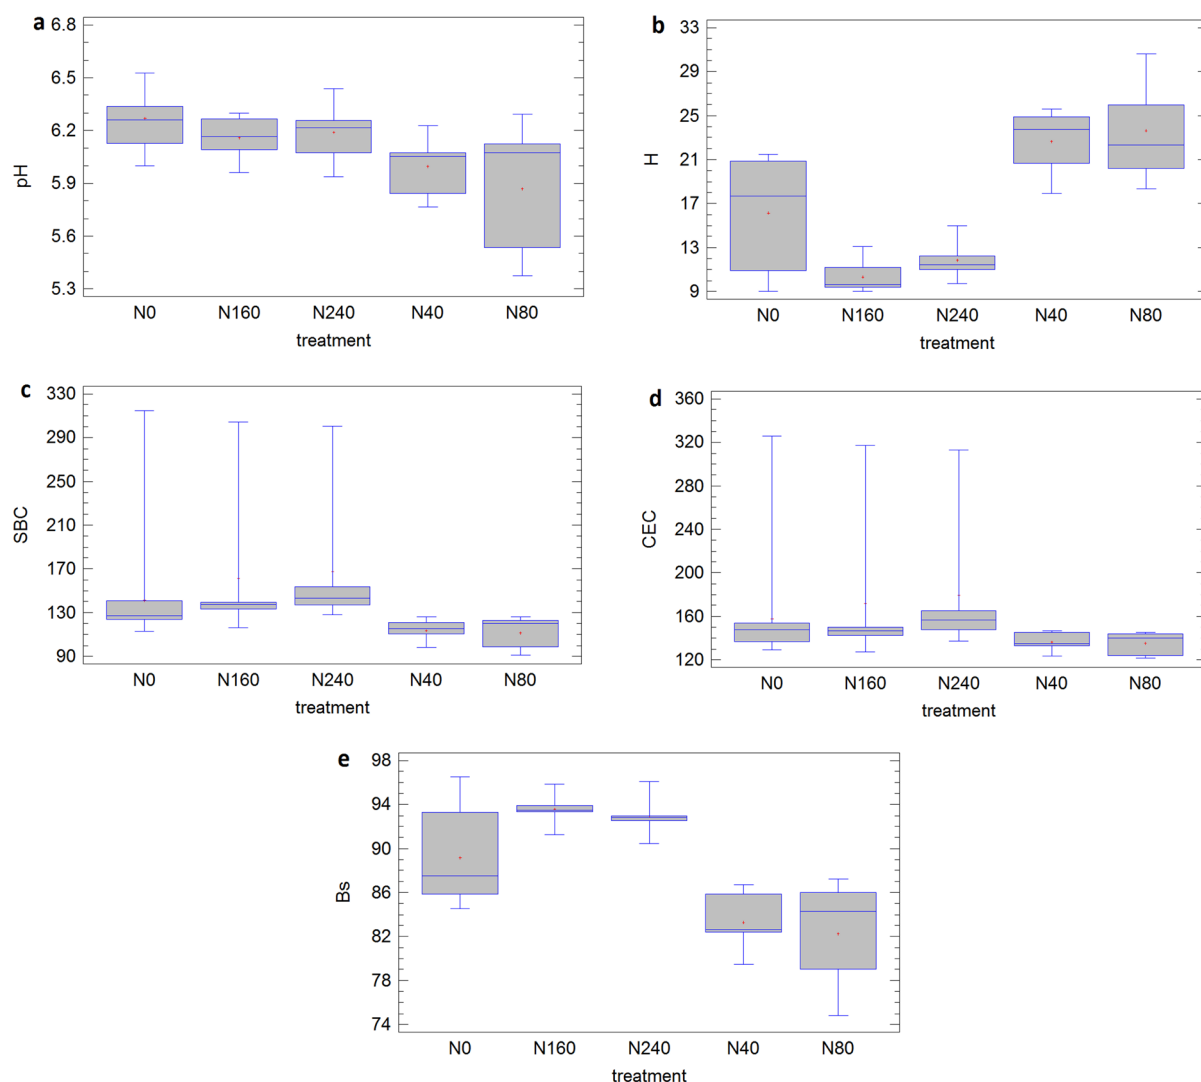 a
6.8
6.5
6.2
5.9
5.6
5.3
pH
N0 N160 N240 N40 N80
treatment
b
33
29
25
21
17
13
9
H
N0 N160 N240 N40 N80
treatment
c
330
290
250
210
170
130
90
SBC
N0 N160 N240 N40 N80
treatment
d
360
320
280
240
200
160
120
CEC
N0 N160 N240 N40 N80
treatment
e
98
94
90
86
82
78
74
Bs
N0 N160 N240 N40 N80
treatment